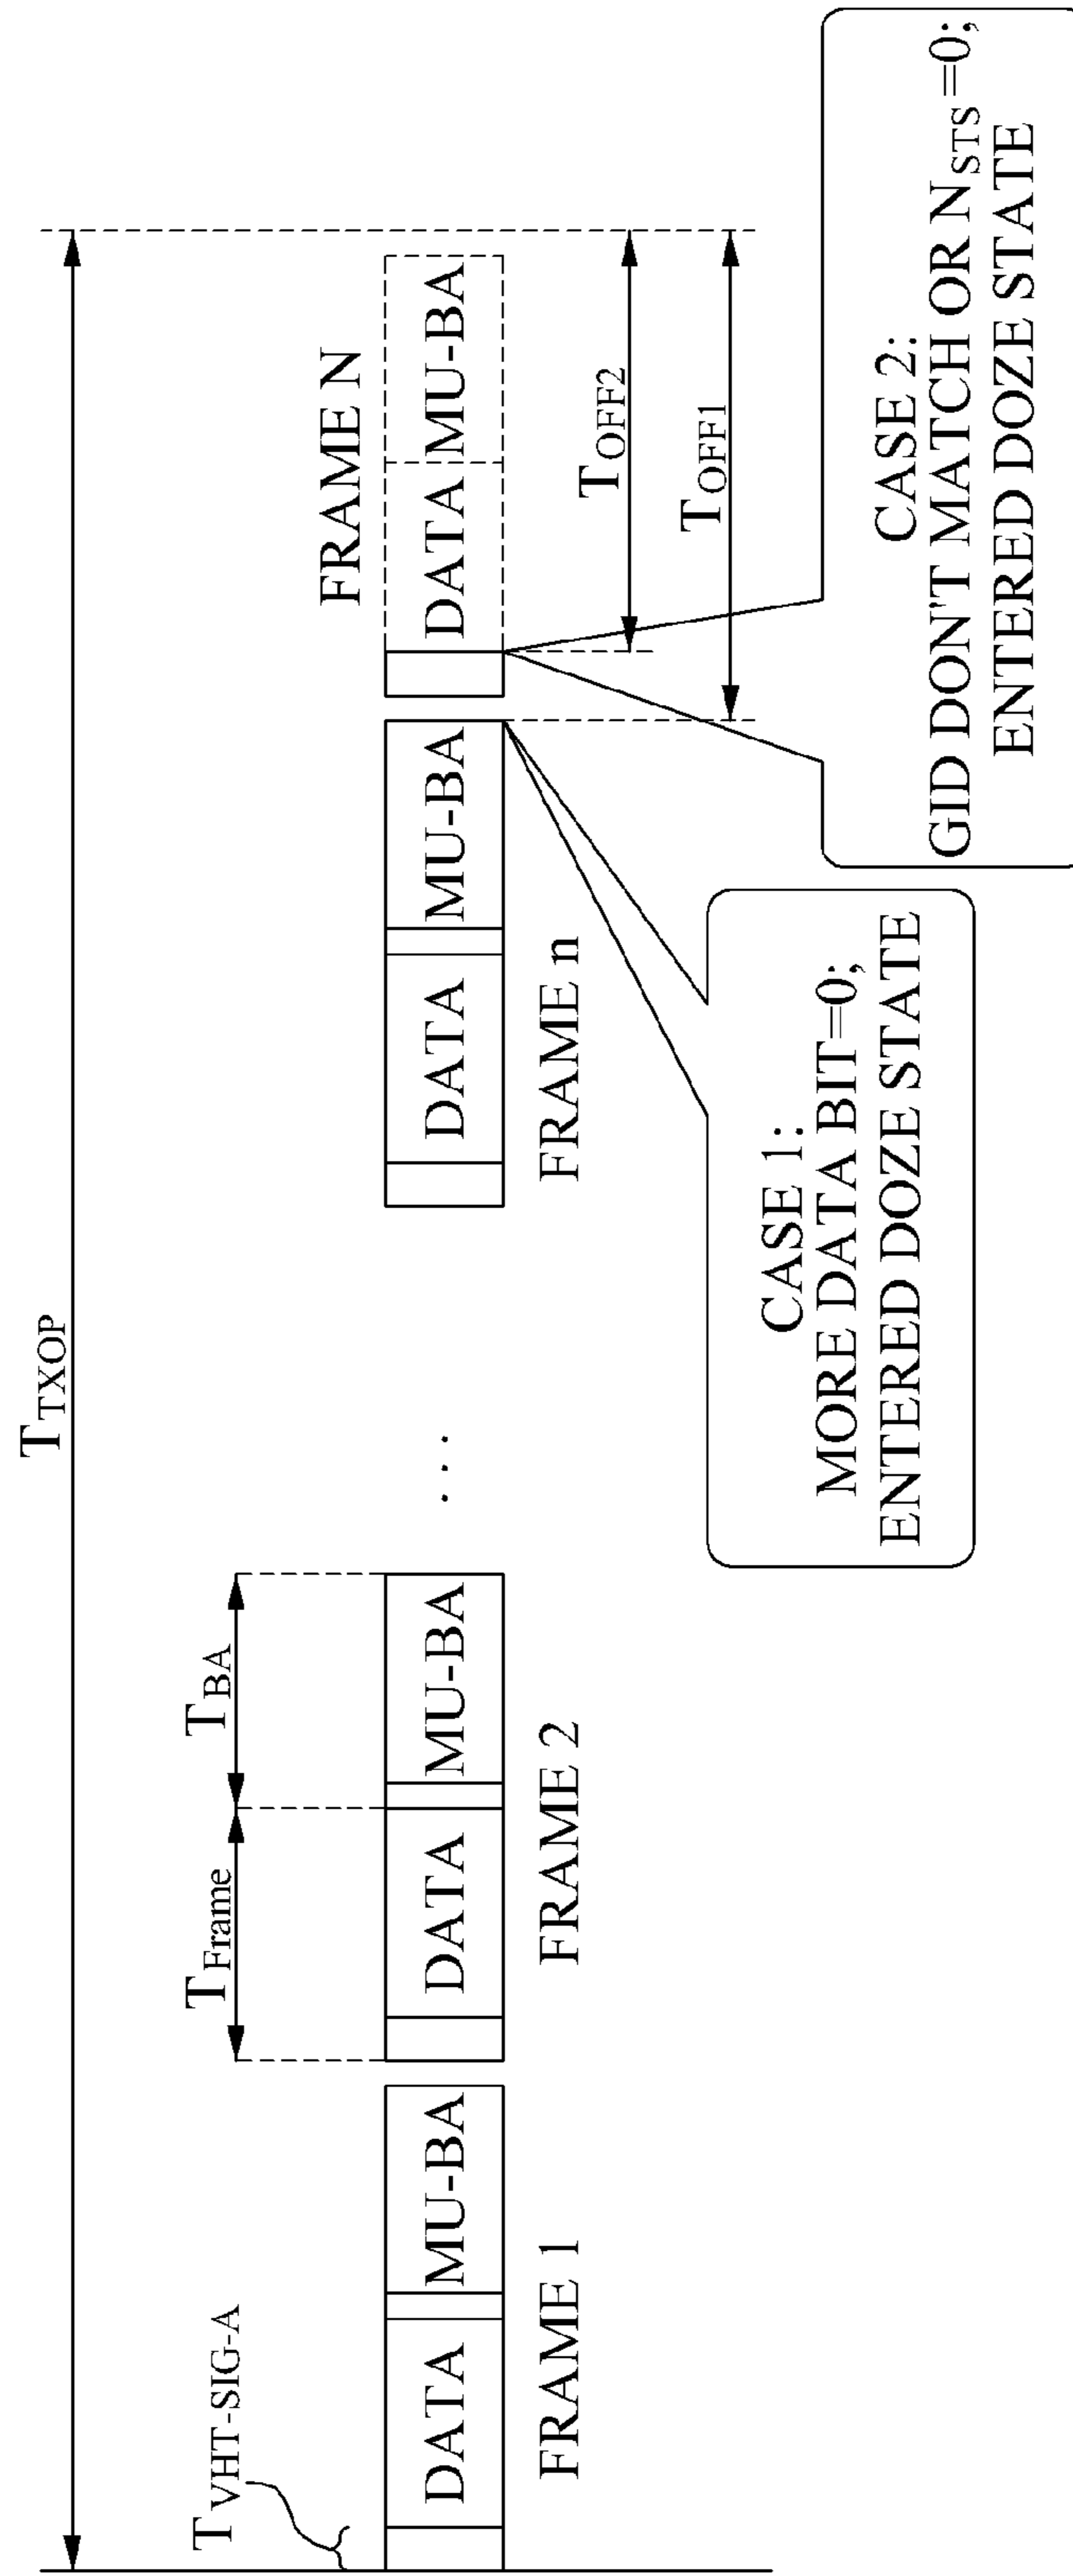 T_TXOP
T_VHT-SIG-A
T_Frame
T_BA
FRAME N
DATA MU-BA DATA MU-BA ... DATA MU-BA DATA MU-BA
FRAME 1
FRAME 2
FRAME n
T_OFF2
T_OFF1
CASE 1:
MORE DATA BIT=0;
ENTERED DOZE STATE
CASE 2:
GID DON'T MATCH OR N_STS=0;
ENTERED DOZE STATE